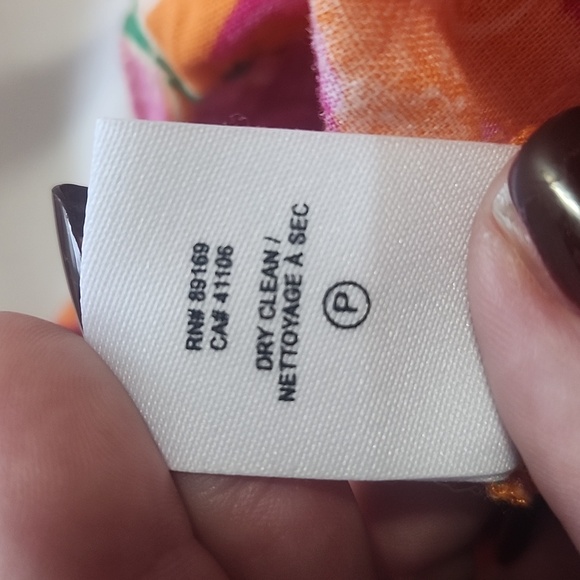 RN# 89169
CA# 41106
DRY CLEAN /
NETTOYAGE À SEC
P